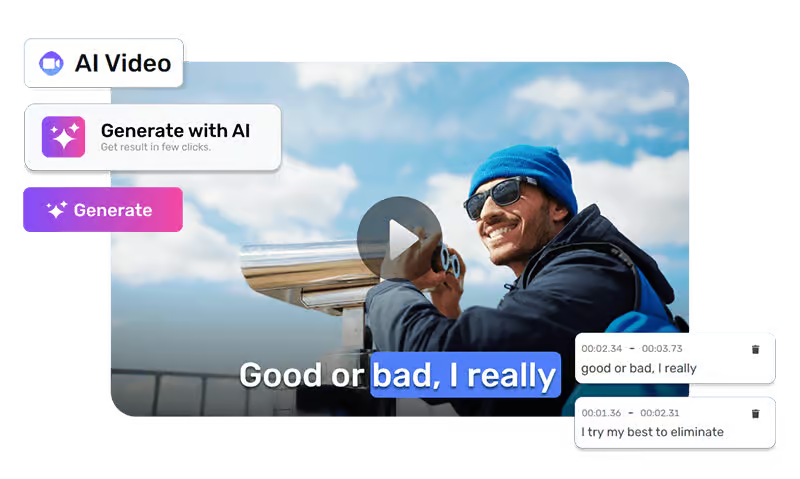 AI Video
Generate with AI
Get result in few clicks.
Generate
Good or bad, I really
00:02.34 - 00:03.73
good or bad, I really
00:01.36 - 00:02.31
I try my best to eliminate